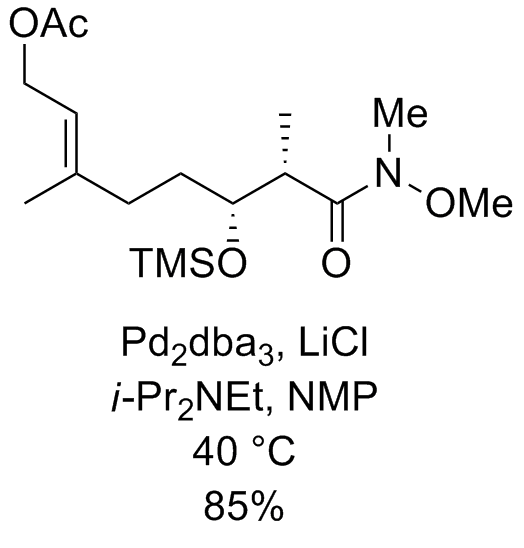 OAc
Me
N
OMe
TMSO
O
Pd₂dba₃, LiCl
i-Pr₂NEt, NMP
40 °C
85%